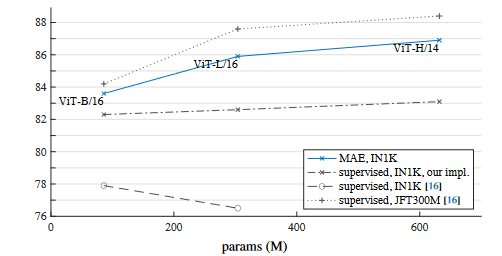 88
86
84
82
80
78
76
ViT-B/16
ViT-L/16
ViT-H/14
MAE, IN1K
supervised, IN1K, our impl.
supervised, IN1K [16]
supervised, JFT300M [16]
0
200
400
600
params (M)